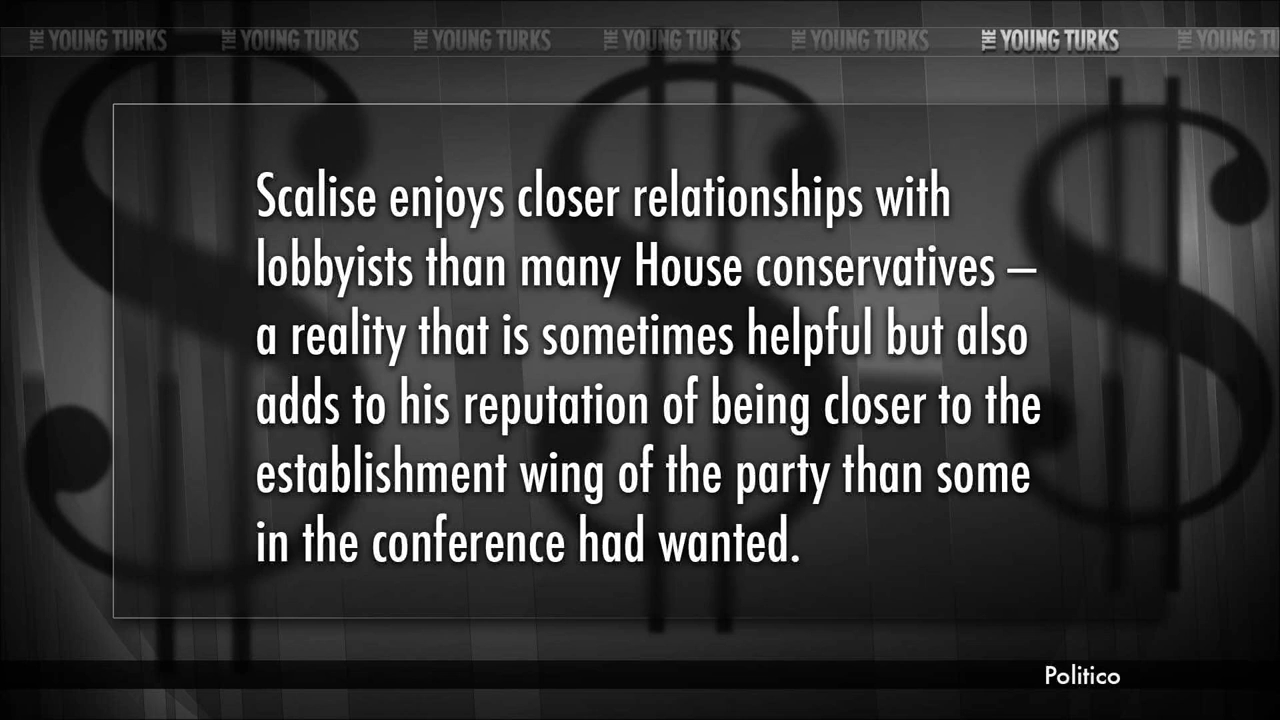 THE YOUNG TURKS THE YOUNG TURKS THE YOUNG TURKS THE YOUNG TURKS THE YOUNG TURKS THE YOUNG TURKS THE YOUNG T
Scalise enjoys closer relationships with
lobbyists than many House conservatives –
a reality that is sometimes helpful but also
adds to his reputation of being closer to the
establishment wing of the party than some
in the conference had wanted.
Politico